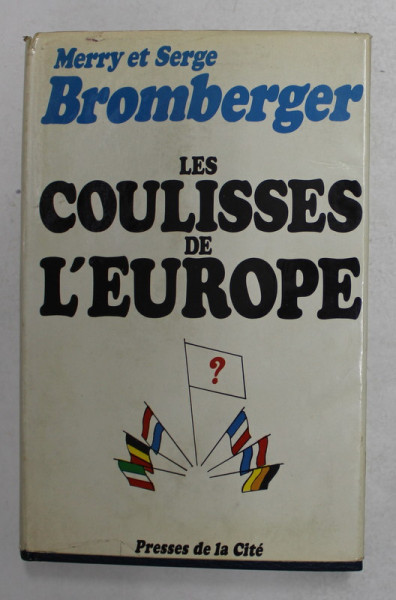 Merry et Serge
Bromberger
LES
COULISSES
DE
L'EUROPE
?
Presses de la Cité